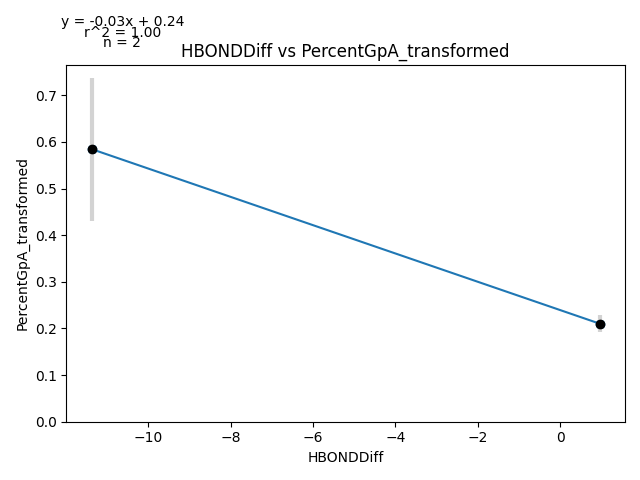 y = -0.03x + 0.24
r^2 = 1.00
n = 2
HBONDDiff vs PercentGpA_transformed
PercentGpA_transformed
0.7
0.6
0.5
0.4
0.3
0.2
0.1
0.0
−10
−8
−6
−4
−2
0
HBONDDiff